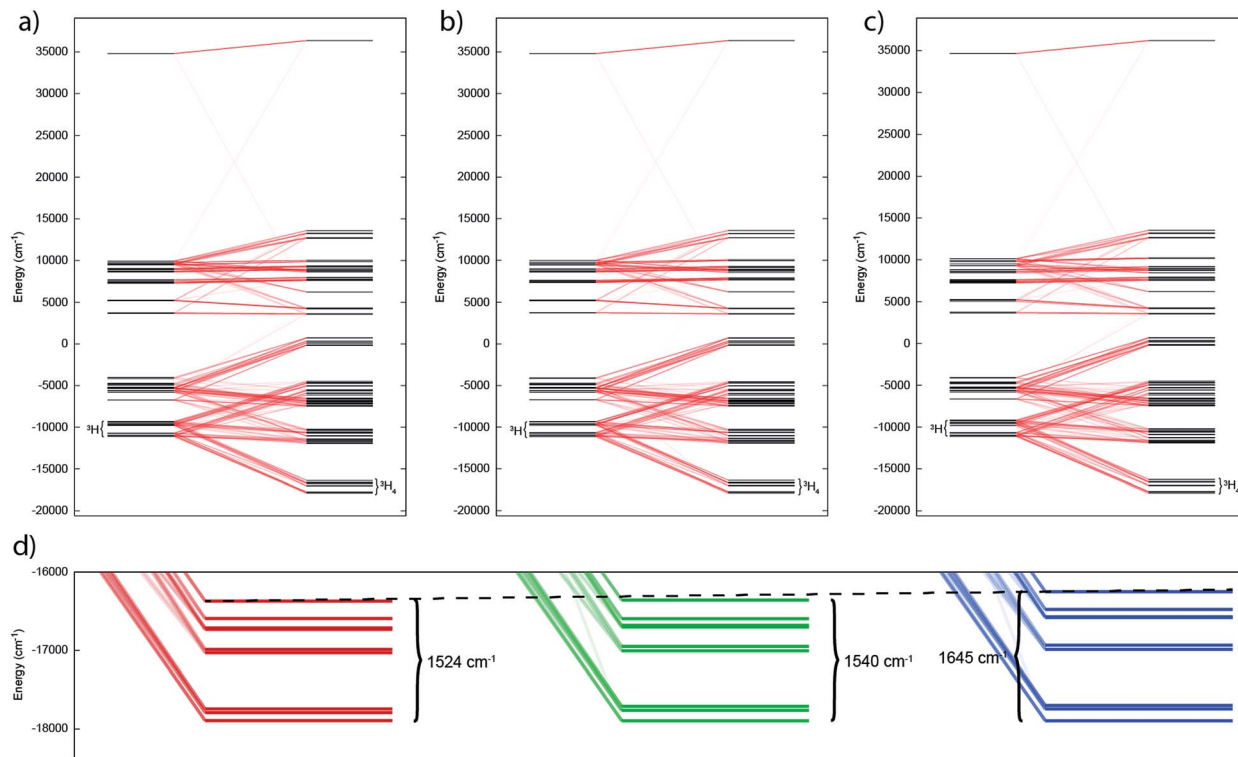 a)
Energy (cm⁻¹)
35000
30000
25000
20000
15000
10000
5000
0
-5000
-10000
-15000
-20000
³H{
}³H₄
b)
Energy (cm⁻¹)
35000
30000
25000
20000
15000
10000
5000
0
-5000
-10000
-15000
-20000
³H{
}³H₄
c)
Energy (cm⁻¹)
35000
30000
25000
20000
15000
10000
5000
0
-5000
-10000
-15000
-20000
³H{
}³H₄
d)
Energy (cm⁻¹)
-16000
-17000
-18000
1524 cm⁻¹
1540 cm⁻¹
1645 cm⁻¹